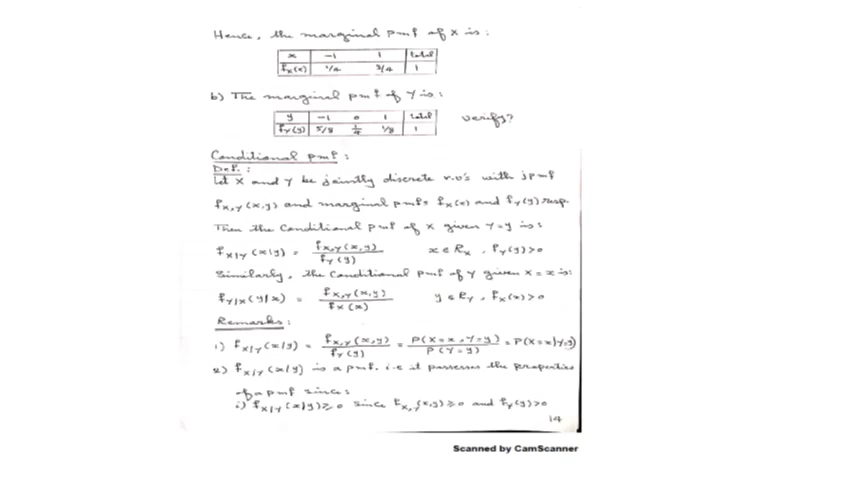 Hence, the marginal pmf of X is:
x -1 1 total
fX(x) 1/4 3/4 1
b) The marginal pmf of Y is:
y -1 0 1 total
fY(y) 5/8 1/4 1/8 1
verify?
Conditional pmf:
Def.:
Let X and Y be jointly discrete r.v's with jpmf
fX,Y(x,y) and marginal pmfs fX(x) and fY(y) resp.
Then the conditional pmf of X given Y=y is:
fX|Y(x|y) = fX,Y(x,y) / fY(y) x ∈ RX , fY(y)>0
Similarly, the conditional pmf of Y given X=x is:
fY|X(y|x) = fX,Y(x,y) / fX(x) y ∈ RY , fX(x)>0
Remarks:
1) fX|Y(x|y) = fX,Y(x,y) / fY(y) = P(X=x,Y=y) / P(Y=y) = P(X=x|Y=y)
2) fX|Y(x|y) is a pmf. i.e it possesses the properties
of a pmf since:
i) fX|Y(x|y) ≥ 0 since fX,Y(x,y) ≥ 0 and fY(y)>0
14
Scanned by CamScanner